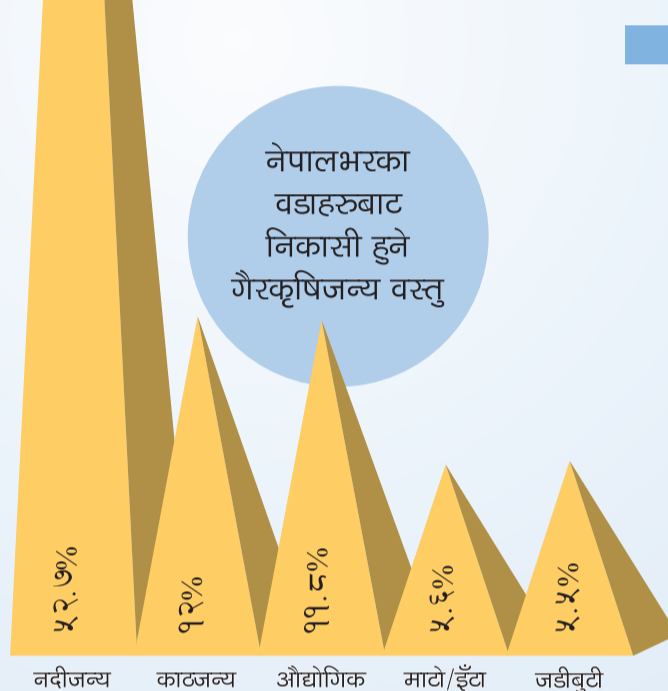 नेपालभरका
वडाहरुबाट
निकासी हुने
गैरकृषिजन्य वस्तु
५२.७%
१२%
११.८%
५.६%
५.५%
नदीजन्य
काठजन्य
औद्योगिक
माटो/इँटा
जडीबुटी